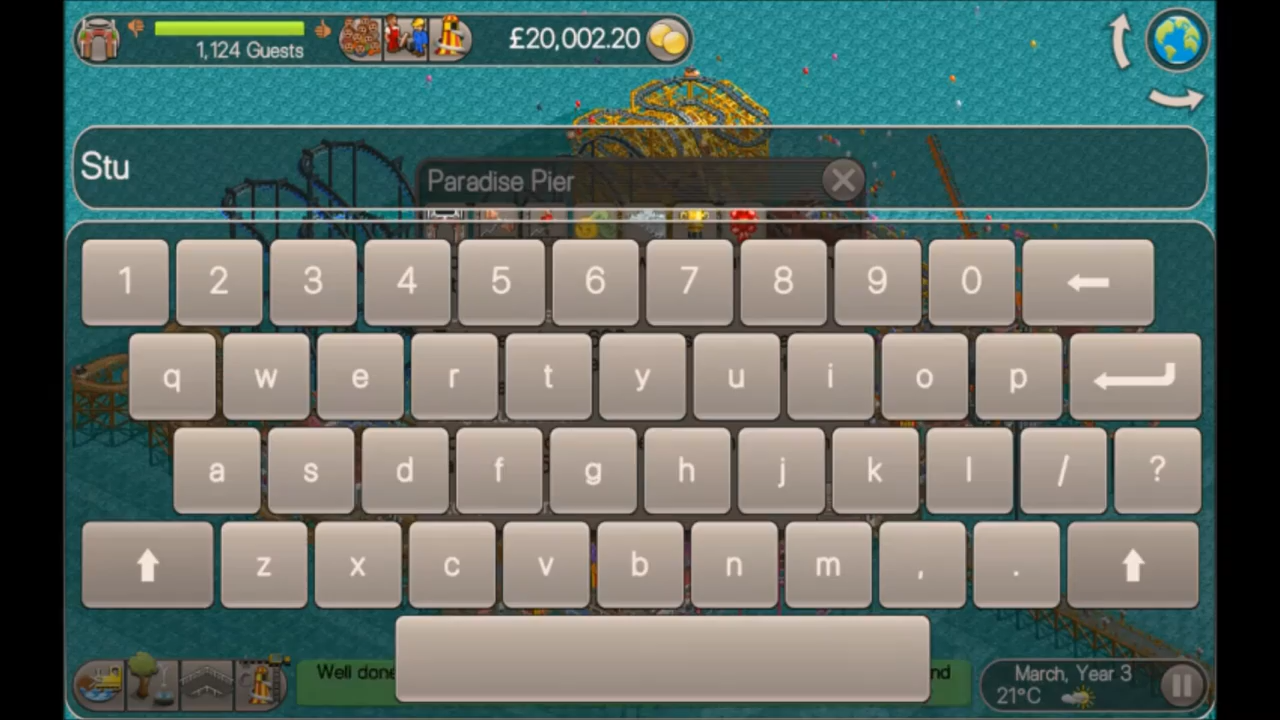 1,124 Guests
£20,002.20
Stu
Paradise Pier
1 2 3 4 5 6 7 8 9 0
q w e r t y u i o p
a s d f g h j k l / ?
z x c v b n m , .
Well done
nd
March, Year 3
21°C